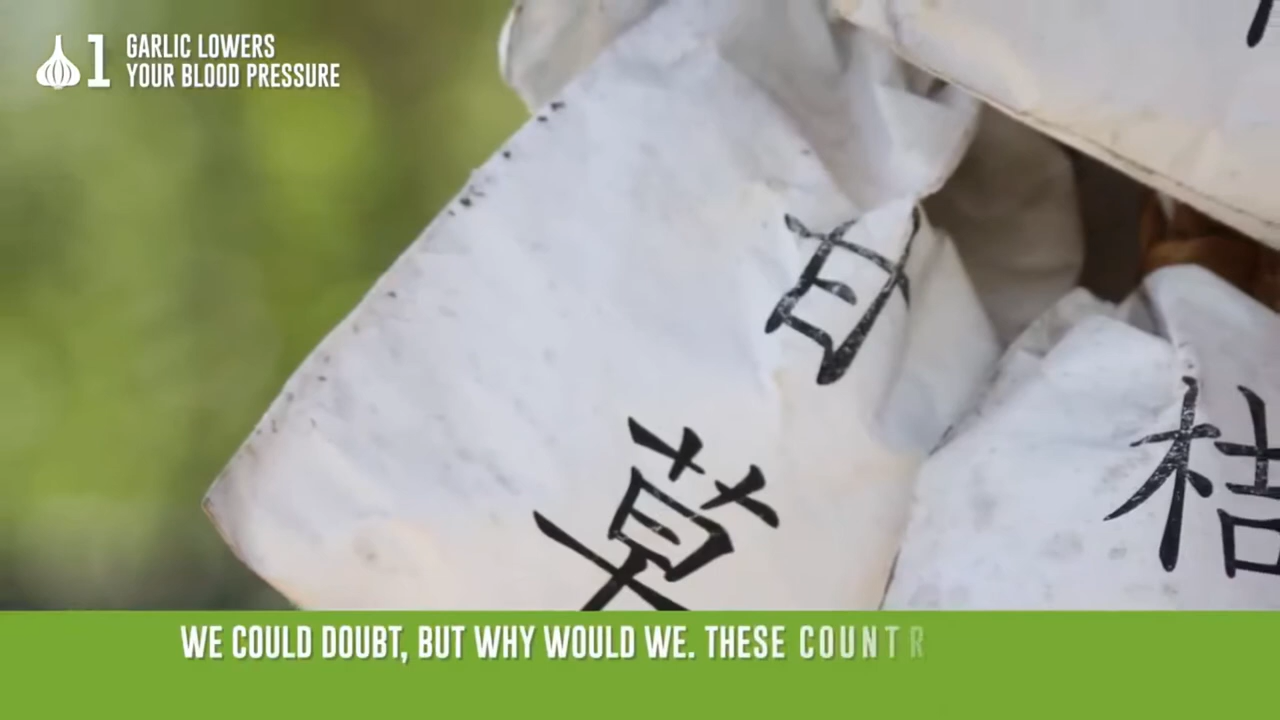 1 GARLIC LOWERS
YOUR BLOOD PRESSURE
甘
草
桔
WE COULD DOUBT, BUT WHY WOULD WE. THESE COUNTR